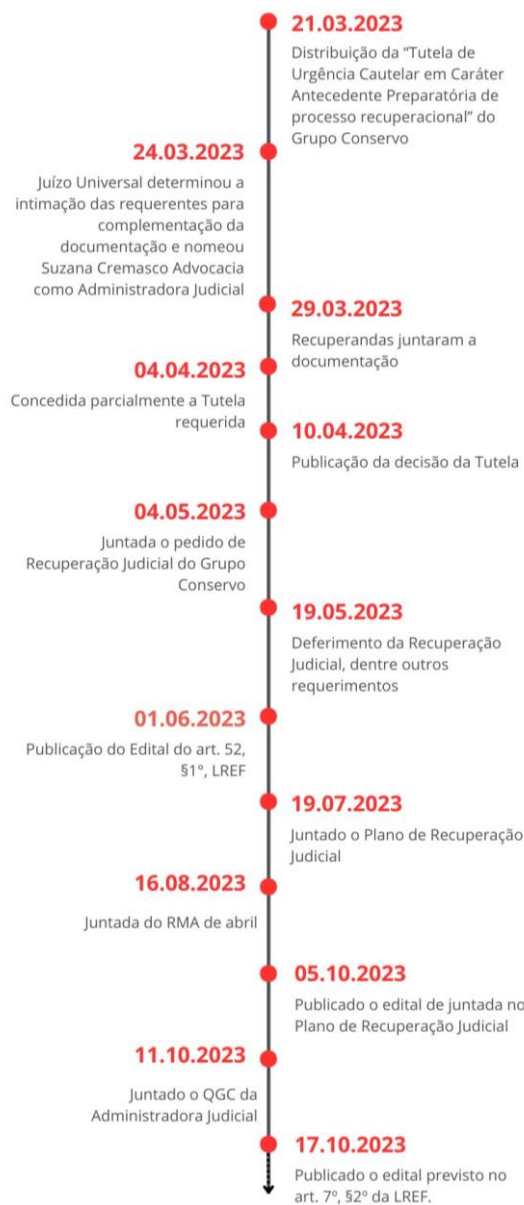 21.03.2023
Distribuição da “Tutela de
Urgência Cautelar em Caráter
Antecedente Preparatória de
processo recuperacional” do
Grupo Conservo
24.03.2023
Juízo Universal determinou a
intimação das requerentes para
complementação da
documentação e nomeou
Suzana Cremasco Advocacia
como Administradora Judicial
29.03.2023
Recuperandas juntaram a
documentação
04.04.2023
Concedida parcialmente a Tutela
requerida
10.04.2023
Publicação da decisão da Tutela
04.05.2023
Juntada o pedido de
Recuperação Judicial do Grupo
Conservo
19.05.2023
Deferimento da Recuperação
Judicial, dentre outros
requerimentos
01.06.2023
Publicação do Edital do art. 52,
§1°, LREF
19.07.2023
Juntado o Plano de Recuperação
Judicial
16.08.2023
Juntada do RMA de abril
05.10.2023
Publicado o edital de juntada no
Plano de Recuperação Judicial
11.10.2023
Juntado o QGC da
Administradora Judicial
17.10.2023
Publicado o edital previsto no
art. 7º, §2º da LREF.